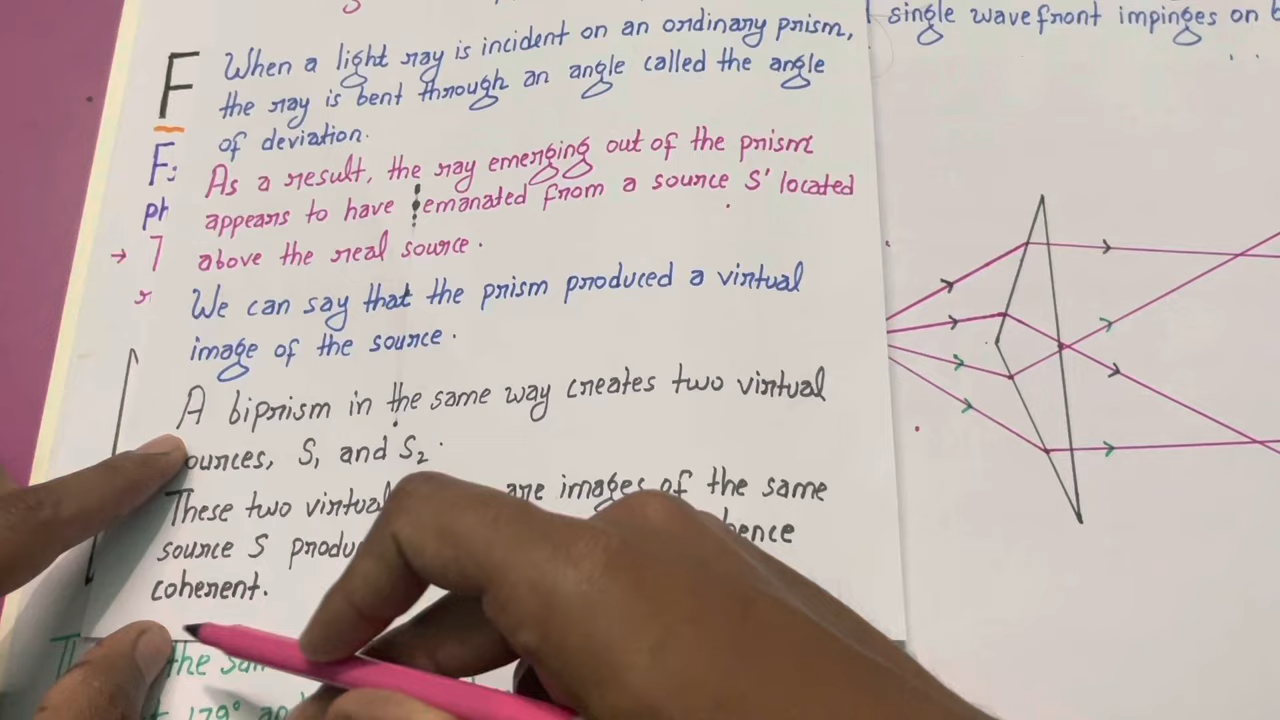 single wavefront impinges on
F
When a light ray is incident on an ordinary prism,
the ray is bent through an angle called the angle
of deviation.
F:
As a result, the ray emerging out of the prism
ph
appears to have emanated from a source S' located
→
above the real source.
We can say that the prism produced a virtual
image of the source.
A biprism in the same way creates two virtual
ounces, S₁ and S₂.
These two virtual are images of the same
source S produ hence
coherent.
the
179°